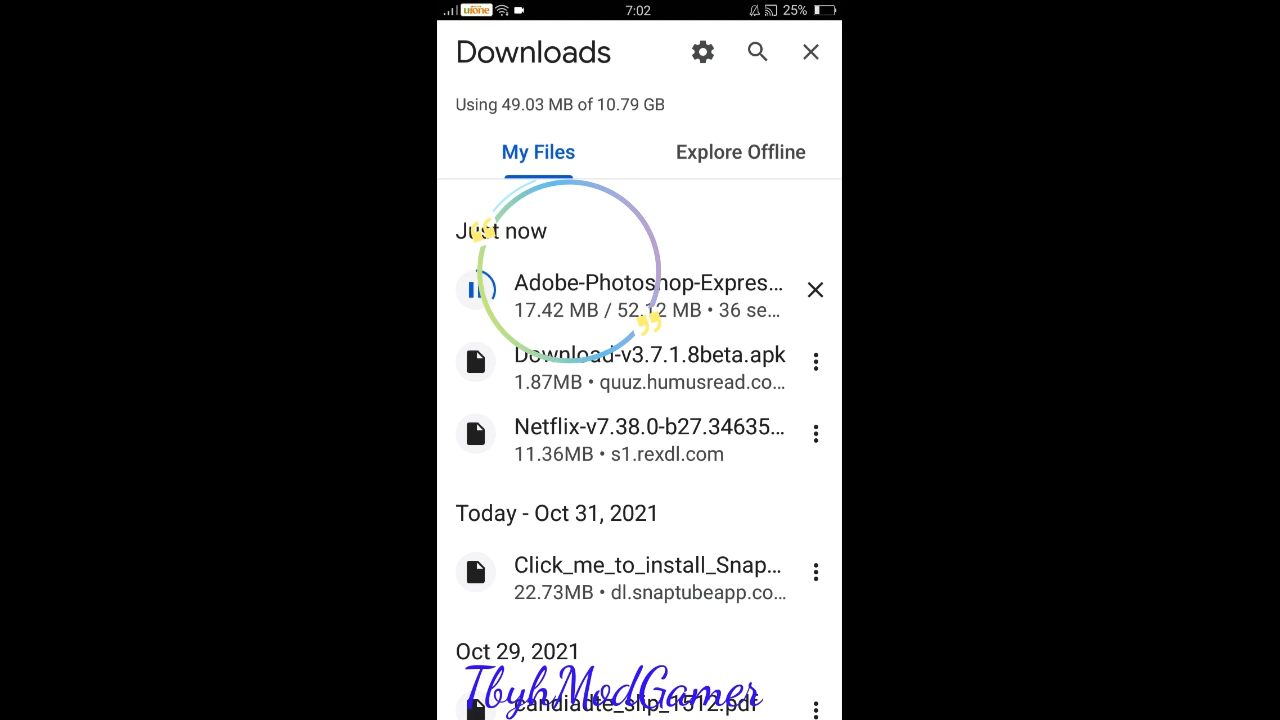 ufone
7:02
25%
Downloads
Using 49.03 MB of 10.79 GB
My Files
Explore Offline
Just now
Adobe-Photoshop-Expres...
17.42 MB / 52.12 MB • 36 se...
Download-v3.7.1.8beta.apk
1.87MB • quuz.humusread.co...
Netflix-v7.38.0-b27.34635...
11.36MB • s1.rexdl.com
Today - Oct 31, 2021
Click_me_to_install_Snap...
22.73MB • dl.snaptubeapp.co...
Oct 29, 2021
TbyhModGamer
candiadte_slip_1512.pdf